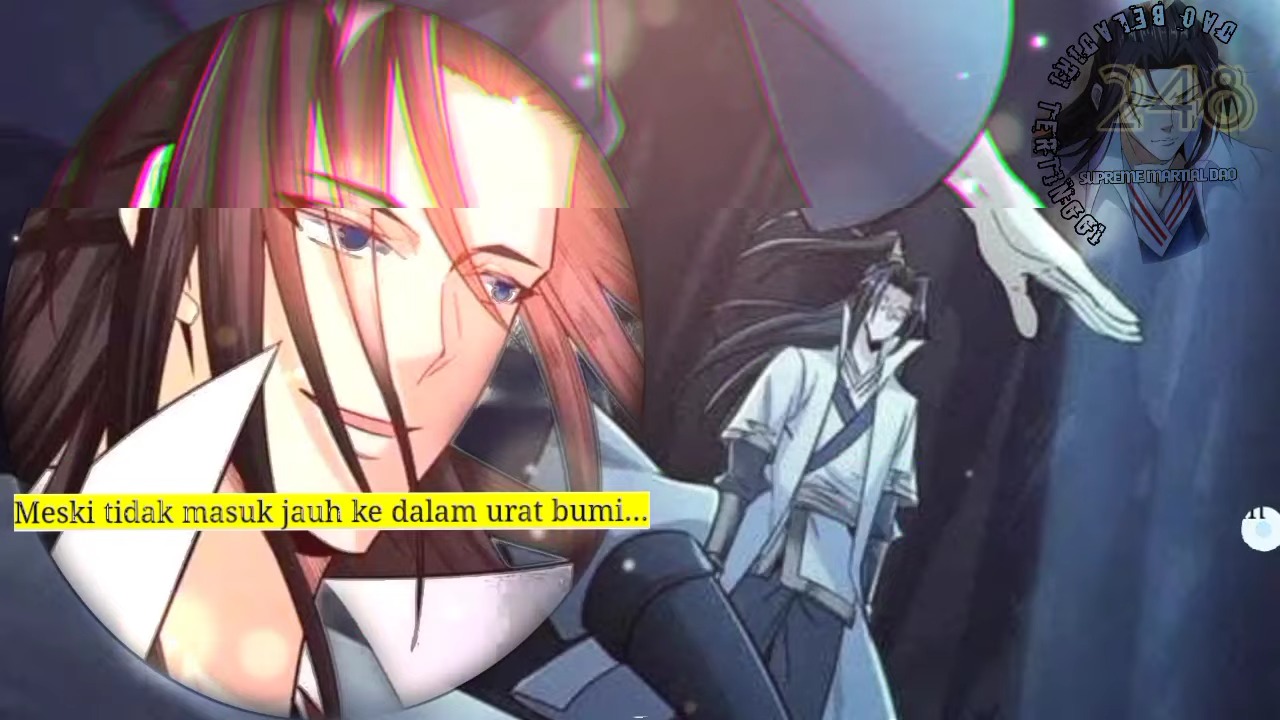 DAO BELADIRI TERTINGGI
248
SUPREME MARTIAL DAO
Meski tidak masuk jauh ke dalam urat bumi...